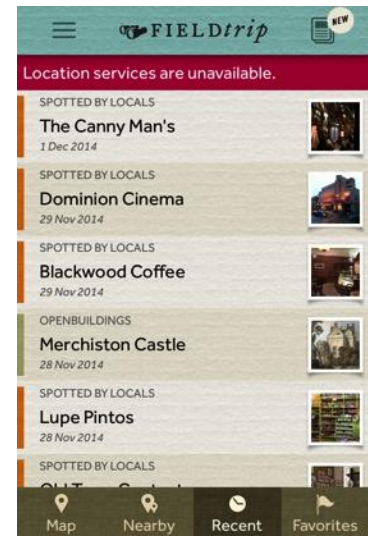 FIELDtrip
NEW
Location services are unavailable.
SPOTTED BY LOCALS
The Canny Man's
1 Dec 2014
SPOTTED BY LOCALS
Dominion Cinema
29 Nov 2014
SPOTTED BY LOCALS
Blackwood Coffee
29 Nov 2014
OPENBUILDINGS
Merchiston Castle
28 Nov 2014
SPOTTED BY LOCALS
Lupe Pintos
28 Nov 2014
SPOTTED BY LOCALS
Map Nearby Recent Favorites